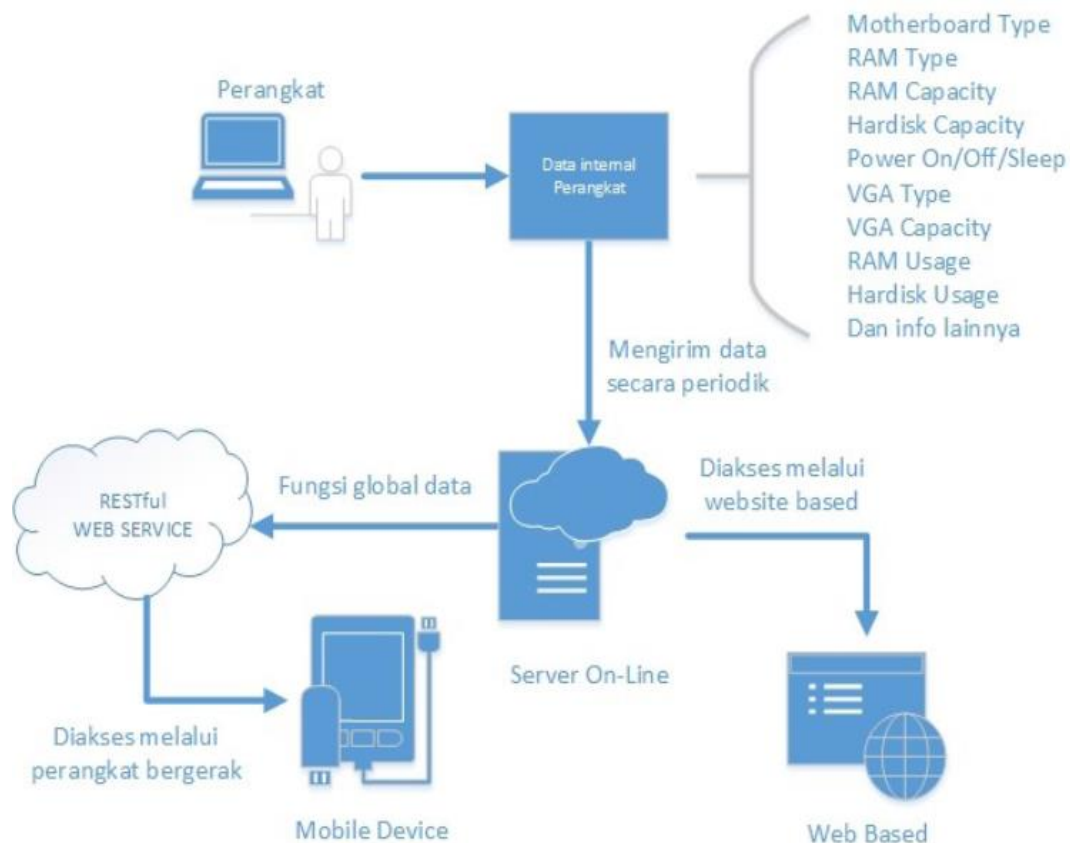 Motherboard Type
RAM Type
RAM Capacity
Hardisk Capacity
Power On/Off/Sleep
VGA Type
VGA Capacity
RAM Usage
Hardisk Usage
Dan info lainnya
Perangkat
Data internal
Perangkat
Mengirim data
secara periodik
Diakses melalui
website based
Fungsi global data
RESTful
WEB SERVICE
Server On-Line
Diakses melalui
perangkat bergerak
Mobile Device
Web Based